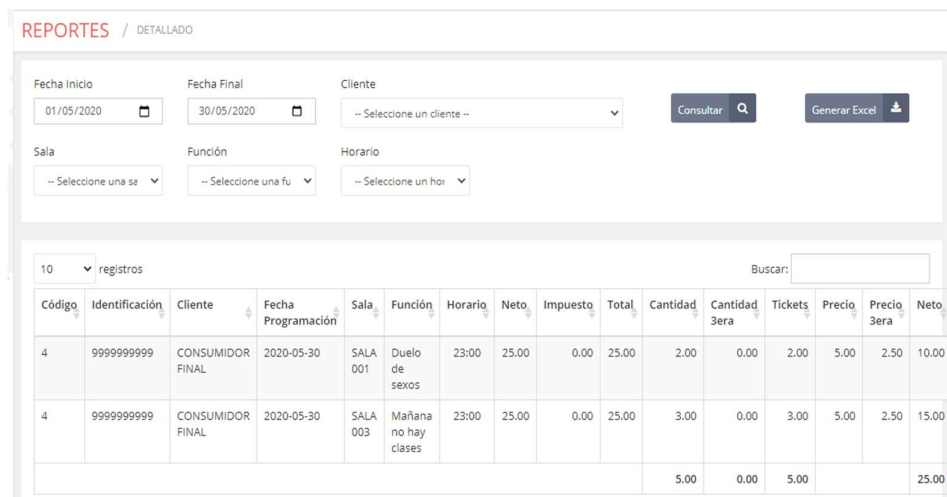 REPORTES / DETALLADO
Fecha Inicio Fecha Final Cliente
01/05/2020 30/05/2020 -- Seleccione un cliente -- Consultar Generar Excel
Sala Función Horario
-- Seleccione una sa -- Seleccione una fu -- Seleccione un hor
10 registros Buscar:
Código Identificación Cliente Fecha Sala Función Horario Neto Impuesto Total Cantidad Cantidad Tickets Precio Precio Neto
Programación 3era 3era
4 9999999999 CONSUMIDOR 2020-05-30 SALA Duelo 23:00 25.00 0.00 25.00 2.00 0.00 2.00 5.00 2.50 10.00
FINAL 001 de
sexos
4 9999999999 CONSUMIDOR 2020-05-30 SALA Mañana 23:00 25.00 0.00 25.00 3.00 0.00 3.00 5.00 2.50 15.00
FINAL 003 no hay
clases
5.00 0.00 5.00 25.00